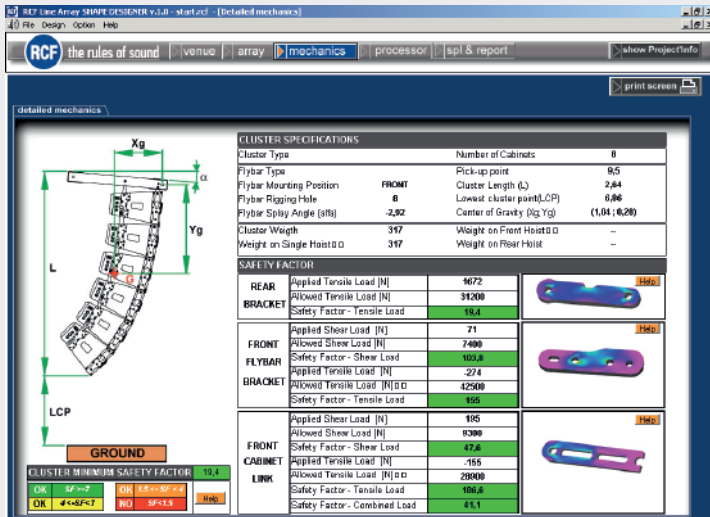 RCF Line Array SHAPE DESIGNER v.1.0 - start.rcf - [Detailed mechanics]
File Design Option Help
RCF the rules of sound venue array mechanics processor spl & report show Project'Info
print screen
detailed mechanics
Xg
α
Yg
L
G
LCP
GROUND
CLUSTER MINIMUM SAFETY FACTOR 19,4
OK SF>=7 OK 1.5<=SF<4
OK 4<=SF<7 NO SF<1.5
Help
CLUSTER SPECIFICATIONS
Cluster Type Number of Cabinets 8
Flybar Type Pick-up point 9,5
Flybar Mounting Position FRONT Cluster Length (L) 2,64
Flybar Rigging Hole 8 Lowest cluster point(LCP) 6,86
Flybar Splay Angle (alfa) -2,92 Center of Gravity (Xg;Yg) (1,04 ; 0,28)
Cluster Weigth 317 Weight on Front Hoist□□ --
Weight on Single Hoist□□ 317 Weight on Rear Hoist --
SAFETY FACTOR
REAR BRACKET
Applied Tensile Load [N] 1672
Allowed Tensile Load [N] 31200
Safety Factor - Tensile Load 19,4
Help
FRONT FLYBAR BRACKET
Applied Shear Load [N] 71
Allowed Shear Load [N] 7400
Safety Factor - Shear Load 103,8
Applied Tensile Load [N] -274
Allowed Tensile Load [N]□□ 42500
Safety Factor - Tensile Load 155
Help
FRONT CABINET LINK
Applied Shear Load [N] 195
Allowed Shear Load [N] 9300
Safety Factor - Shear Load 47,6
Applied Tensile Load [N] -155
Allowed Tensile Load [N]□□ 28900
Safety Factor - Tensile Load 186,6
Safety Factor - Combined Load 41,1
Help